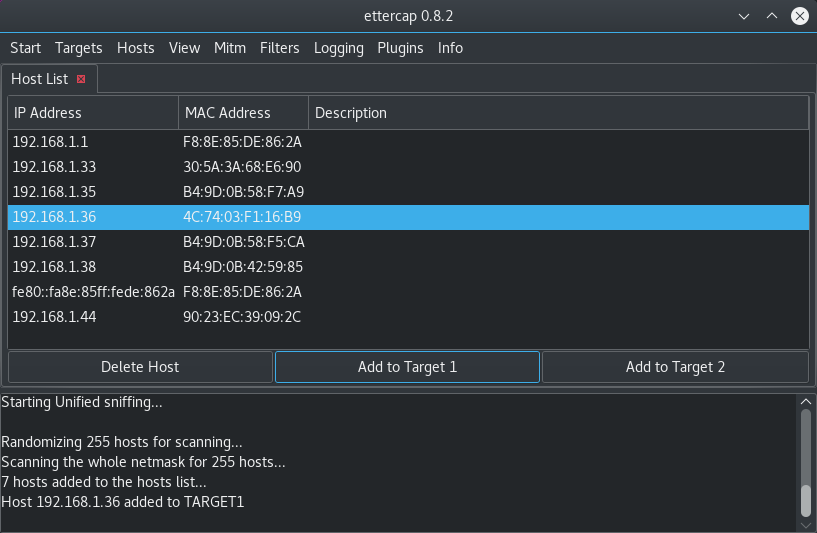 ettercap 0.8.2
Start Targets Hosts View Mitm Filters Logging Plugins Info
Host List
IP Address MAC Address Description
192.168.1.1 F8:8E:85:DE:86:2A
192.168.1.33 30:5A:3A:68:E6:90
192.168.1.35 B4:9D:0B:58:F7:A9
192.168.1.36 4C:74:03:F1:16:B9
192.168.1.37 B4:9D:0B:58:F5:CA
192.168.1.38 B4:9D:0B:42:59:85
fe80::fa8e:85ff:fede:862a F8:8E:85:DE:86:2A
192.168.1.44 90:23:EC:39:09:2C
Delete Host Add to Target 1 Add to Target 2
Starting Unified sniffing...
Randomizing 255 hosts for scanning...
Scanning the whole netmask for 255 hosts...
7 hosts added to the hosts list...
Host 192.168.1.36 added to TARGET1